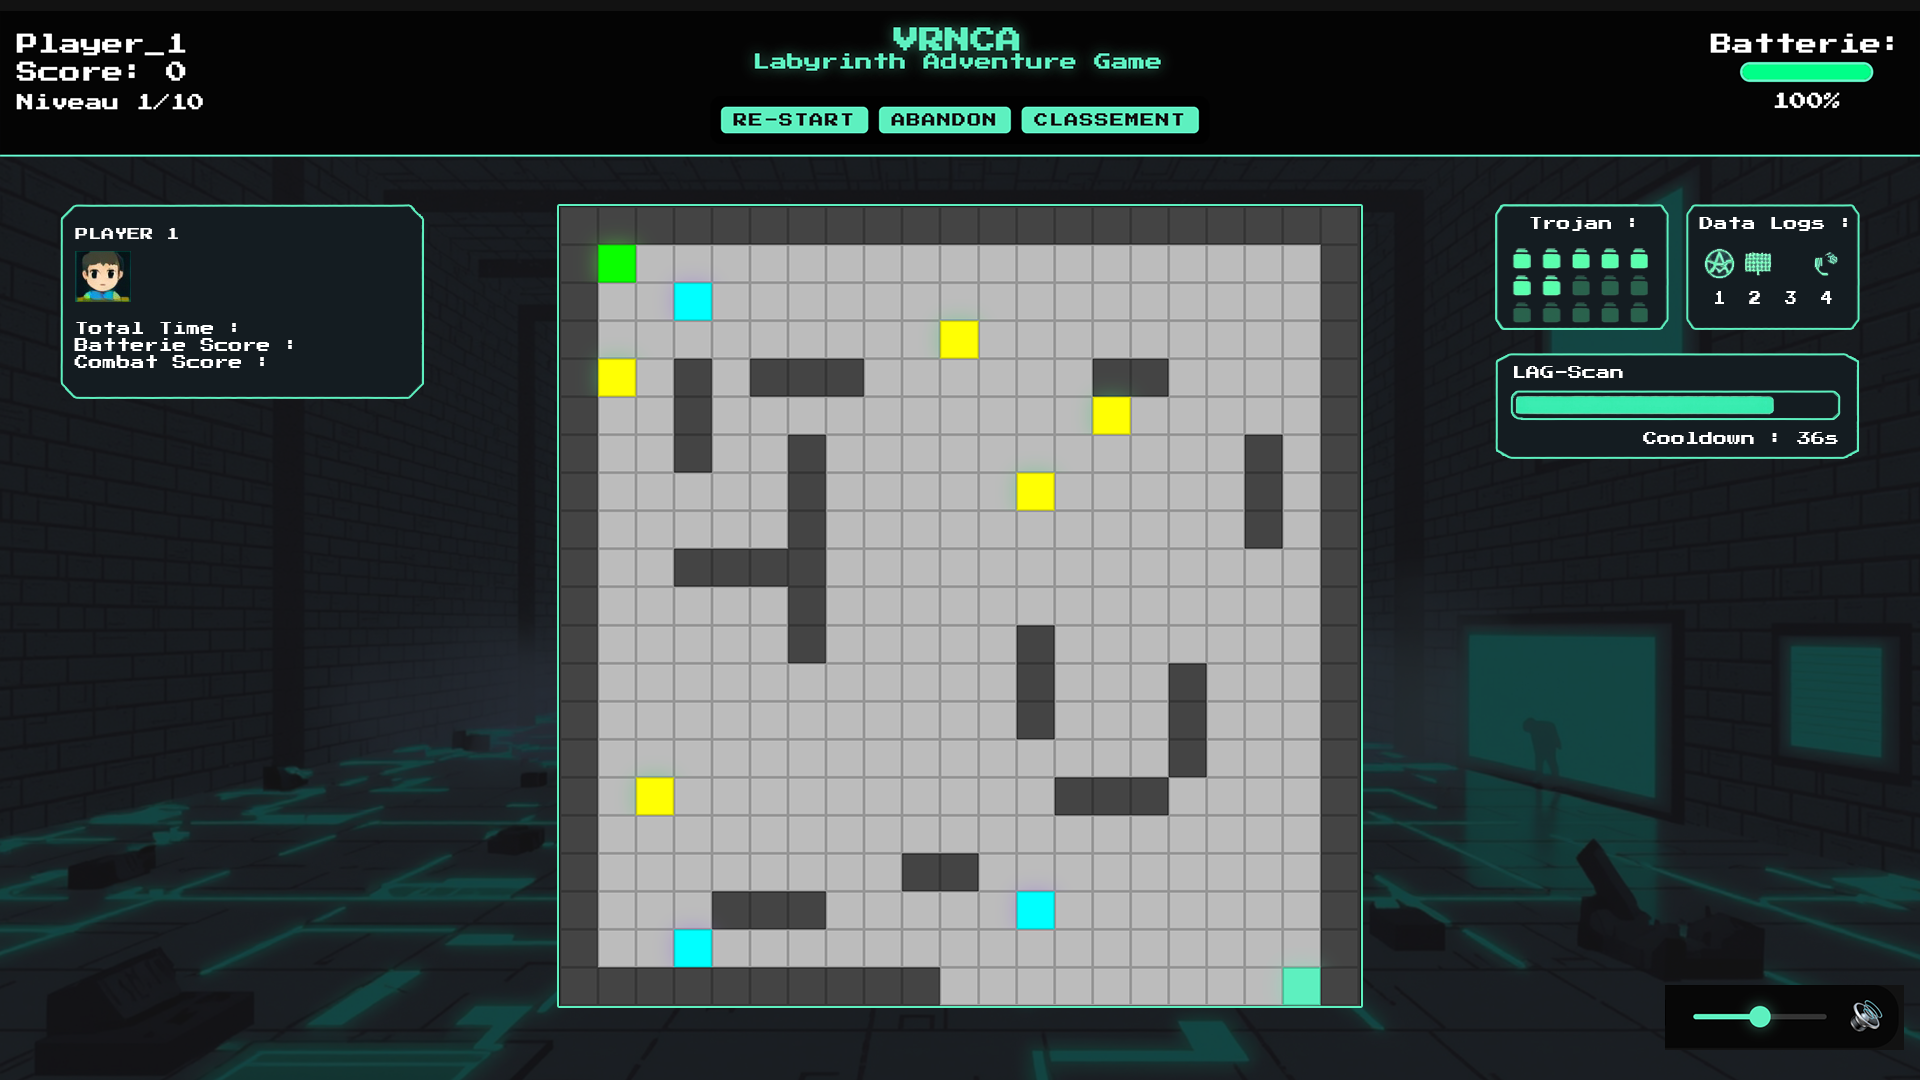 Player_1
Score: 0
Niveau 1/10
VRNCA
Labyrinth Adventure Game
RE-START
ABANDON
CLASSEMENT
Batterie:
100%
PLAYER 1
Total Time :
Batterie Score :
Combat Score :
Trojan :
Data Logs :
1 2 3 4
LAG-Scan
Cooldown : 36s